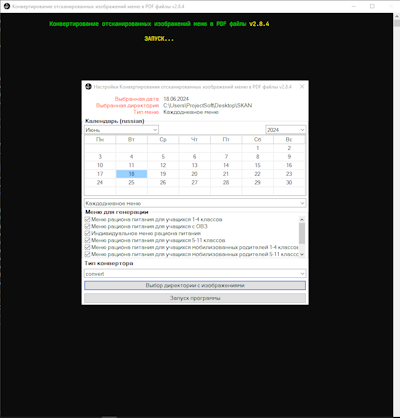 Конвертирование отсканированных изображений меню в PDF файлы v2.8.4
Конвертирование отсканированных изображений меню в PDF файлы v2.8.4
ЗАПУСК...
Настройка Конвертирования отсканированных изображений меню в PDF файлы v2.8.4
Выбранная дата: 18.06.2024
Выбранная директория: C:\Users\ProjectSoft\Desktop\SKAN
Тип меню: Каждодневное меню
Календарь (russian)
Июнь 2024
Пн Вт Ср Чт Пт Сб Вс
1 2
3 4 5 6 7 8 9
10 11 12 13 14 15 16
17 18 19 20 21 22 23
24 25 26 27 28 29 30
Каждодневное меню
Меню для генерации
Меню рациона питания для учащихся 1-4 классов
Меню рациона питания для учащихся с ОВЗ
Индивидуальное меню рациона питания
Меню рациона питания для учащихся 5-11 классов
Меню рациона питания для учащихся мобилизованных родителей 1-4 классов
Меню рациона питания для учащихся мобилизованных родителей 5-11 классов
Тип конвертора
convert
Выбор директории с изображениями
Запуск программы